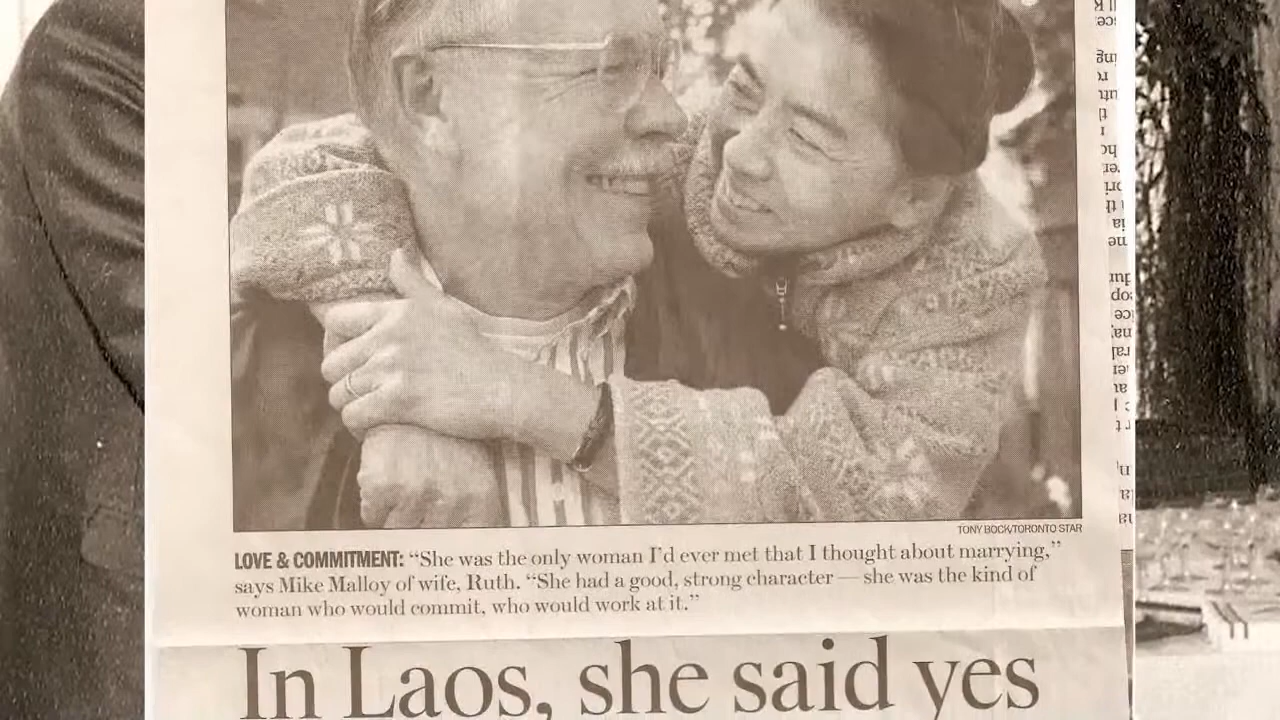 TONY BOCK/TORONTO STAR
LOVE & COMMITMENT: “She was the only woman I’d ever met that I thought about marrying,”
says Mike Malloy of wife, Ruth. “She had a good, strong character — she was the kind of
woman who would commit, who would work at it.”
In Laos, she said yes